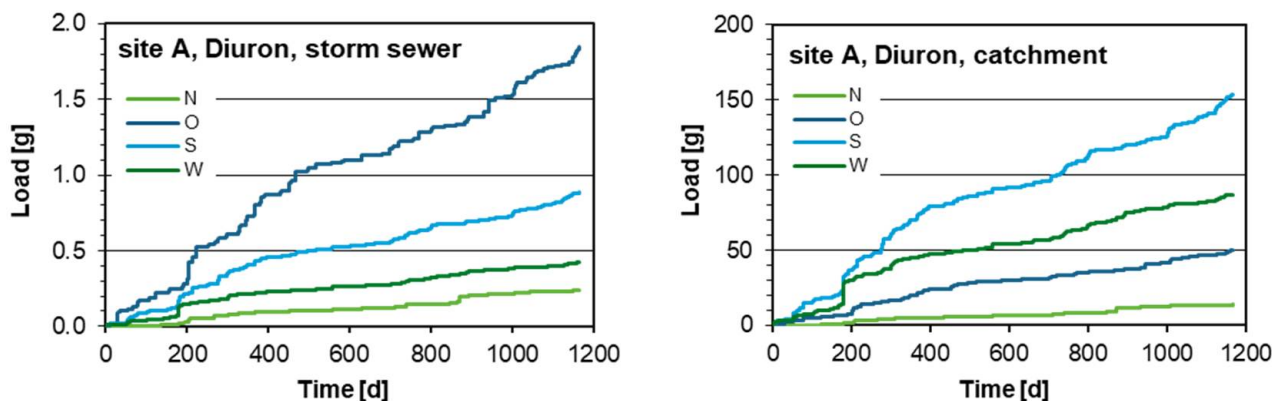 site A, Diuron, storm sewer
Load [g]
2.0
1.5
1.0
0.5
0.0
N
O
S
W
0 200 400 600 800 1000 1200
Time [d]
site A, Diuron, catchment
Load [g]
200
150
100
50
0
N
O
S
W
0 200 400 600 800 1000 1200
Time [d]